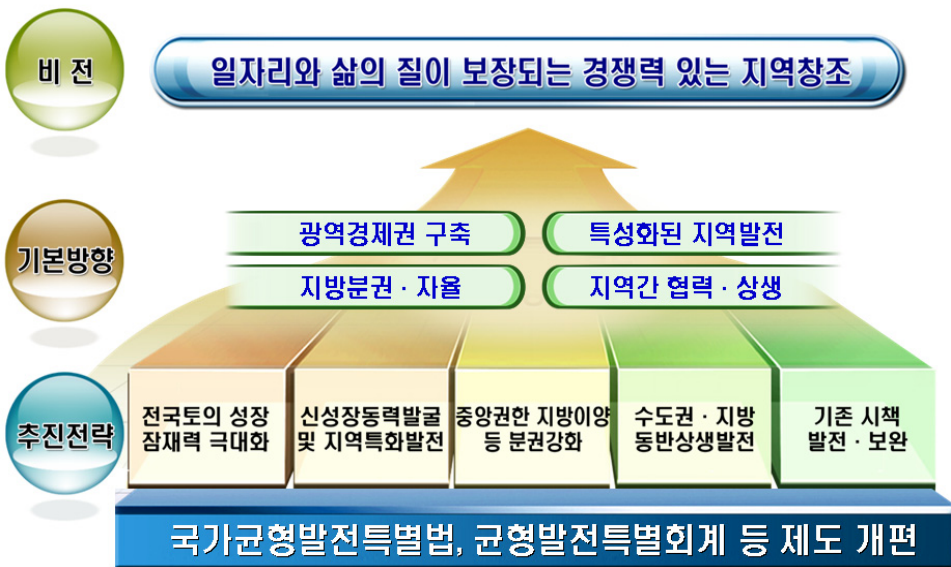 비 전
일자리와 삶의 질이 보장되는 경쟁력 있는 지역창조
기본방향
광역경제권 구축
특성화된 지역발전
지방분권 · 자율
지역간 협력 · 상생
추진전략
전국토의 성장
잠재력 극대화
신성장동력발굴
및 지역특화발전
중앙권한 지방이양
등 분권강화
수도권 · 지방
동반상생발전
기존 시책
발전 · 보완
국가균형발전특별법, 균형발전특별회계 등 제도 개편